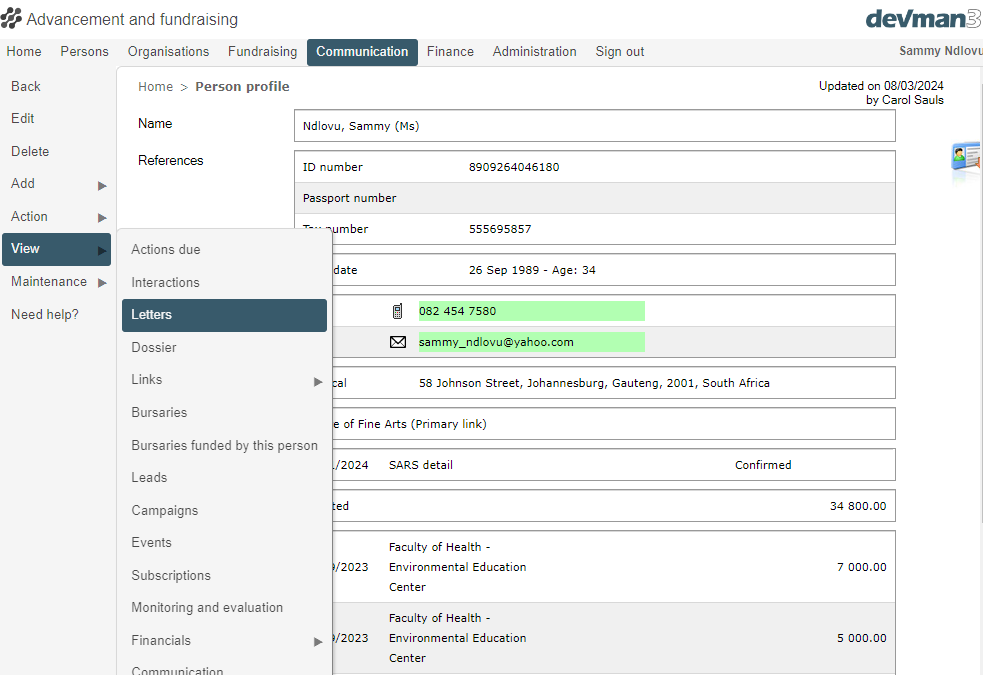 Advancement and fundraising
devman3
Home Persons Organisations Fundraising Communication Finance Administration Sign out
Sammy Ndlovu
Back
Edit
Delete
Add
Action
View
Maintenance
Need help?
Home > Person profile
Updated on 08/03/2024
by Carol Sauls
Name
Ndlovu, Sammy (Ms)
References
ID number 8909264046180
Passport number
number 555695857
date 26 Sep 1989 - Age: 34
082 454 7580
sammy_ndlovu@yahoo.com
58 Johnson Street, Johannesburg, Gauteng, 2001, South Africa
e of Fine Arts (Primary link)
/2024 SARS detail Confirmed
ted 34 800.00
/2023 Faculty of Health -
Environmental Education
Center
7 000.00
/2023 Faculty of Health -
Environmental Education
Center
5 000.00
Actions due
Interactions
Letters
Dossier
Links
Bursaries
Bursaries funded by this person
Leads
Campaigns
Events
Subscriptions
Monitoring and evaluation
Financials
Communication